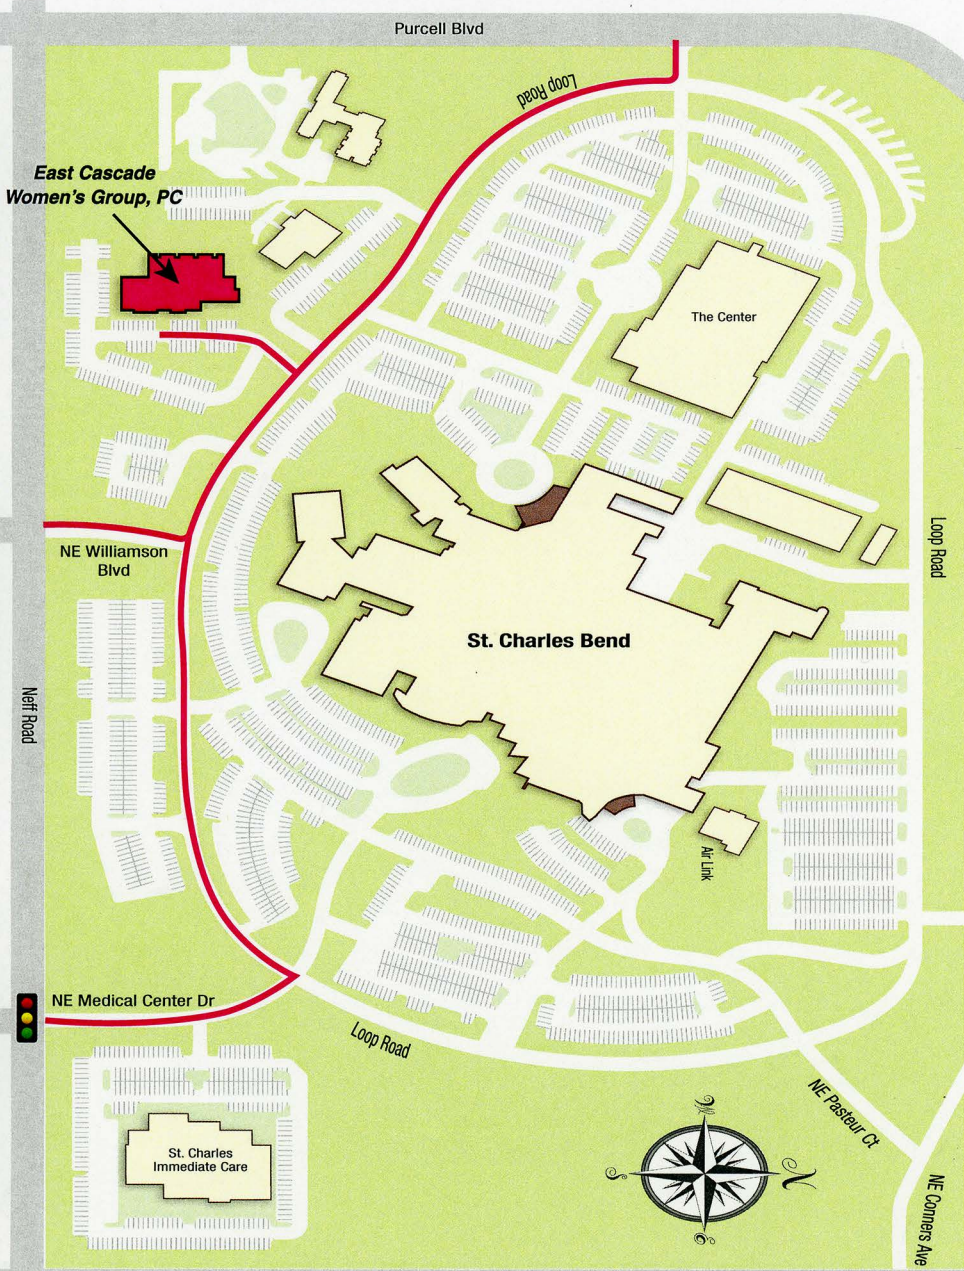 Purcell Blvd
Loop Road
East Cascade
Women's Group, PC
The Center
NE Williamson
Blvd
Loop Road
St. Charles Bend
Neff Road
Air Link
NE Medical Center Dr
Loop Road
NE Pasteur Ct
St. Charles
Immediate Care
W
S
N
e
NE Conners Ave